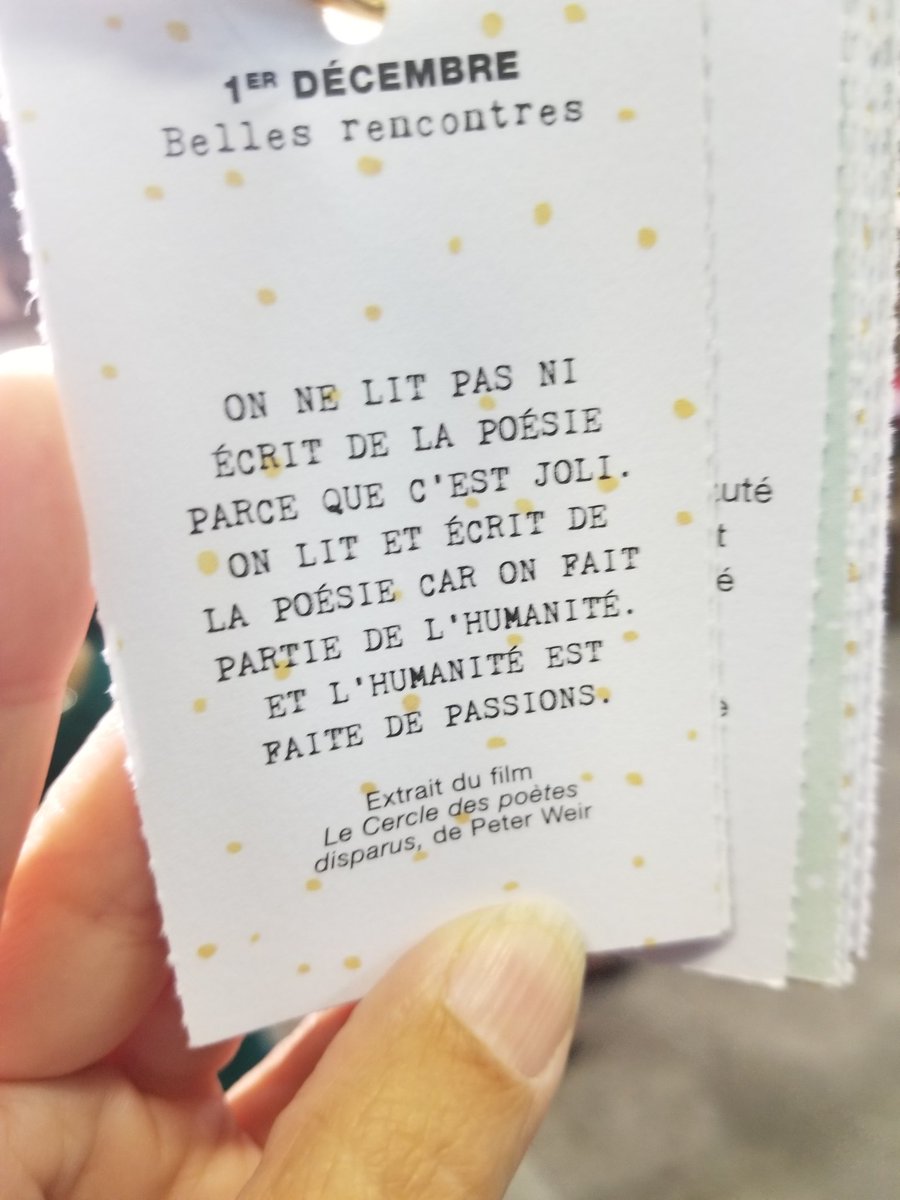 1ER DÉCEMBRE
Belles rencontres
ON NE LIT PAS NI
ÉCRIT DE LA POÉSIE
PARCE QUE C'EST JOLI.
ON LIT ET ÉCRIT DE
LA POÉSIE CAR ON FAIT
PARTIE DE L'HUMANITÉ.
ET L'HUMANITÉ EST
FAITE DE PASSIONS.
Extrait du film
Le Cercle des poètes
disparus, de Peter Weir